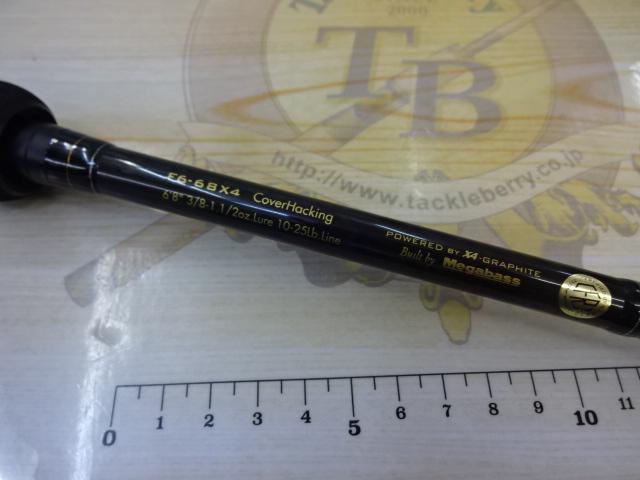 2000
TB
http://www.tackleberry.co.jp
F6-68X4 CoverHacking
6'8" 3/8-1.1/2oz.Lure 10-25Lb.Line
POWERED BY X4-GRAPHITE
Built by Megabass
0 1 2 3 4 5 6 7 8 9 10 11